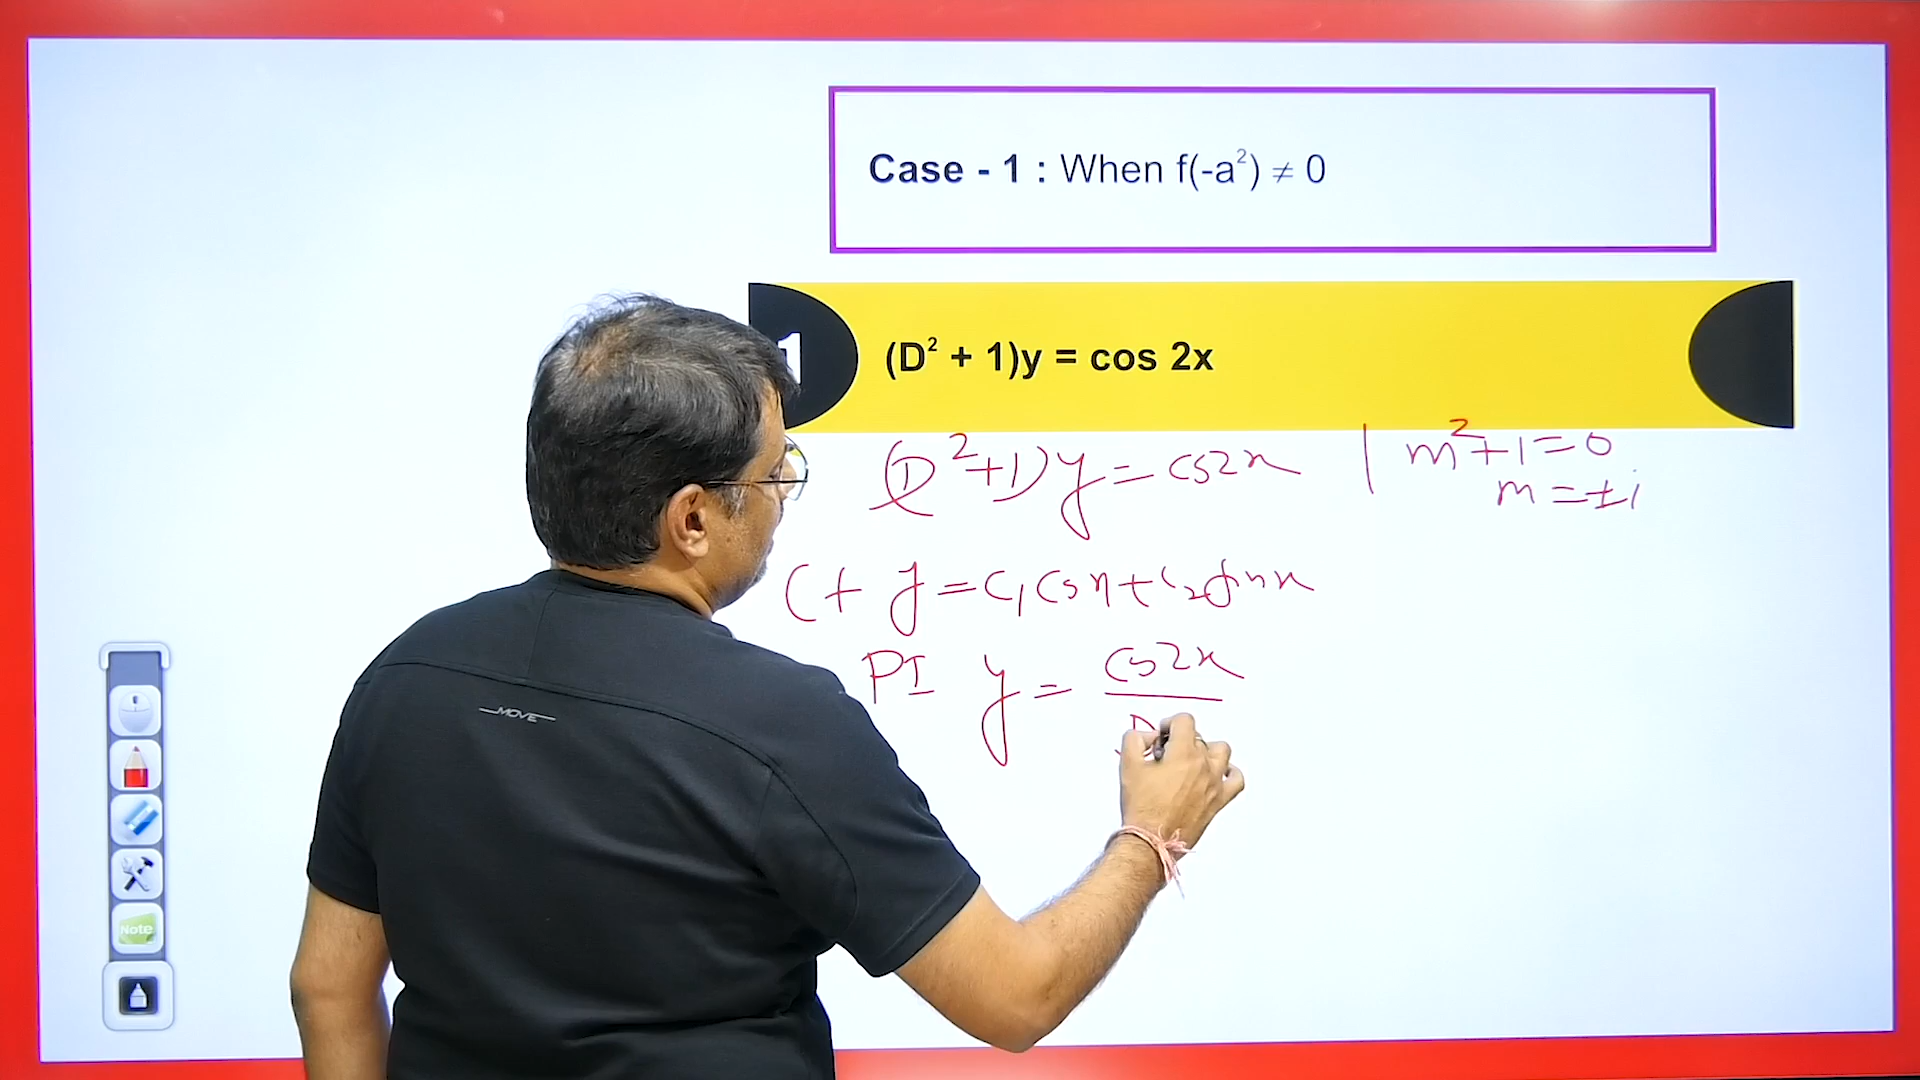 Case - 1 : When f(-a²) ≠ 0
1
(D² + 1)y = cos 2x
(D²+1)y = cos2x | m²+1=0
m = ±i
CF y = c₁cosx + c₂sinx
PI y = cos2x
D
MOVE
Note